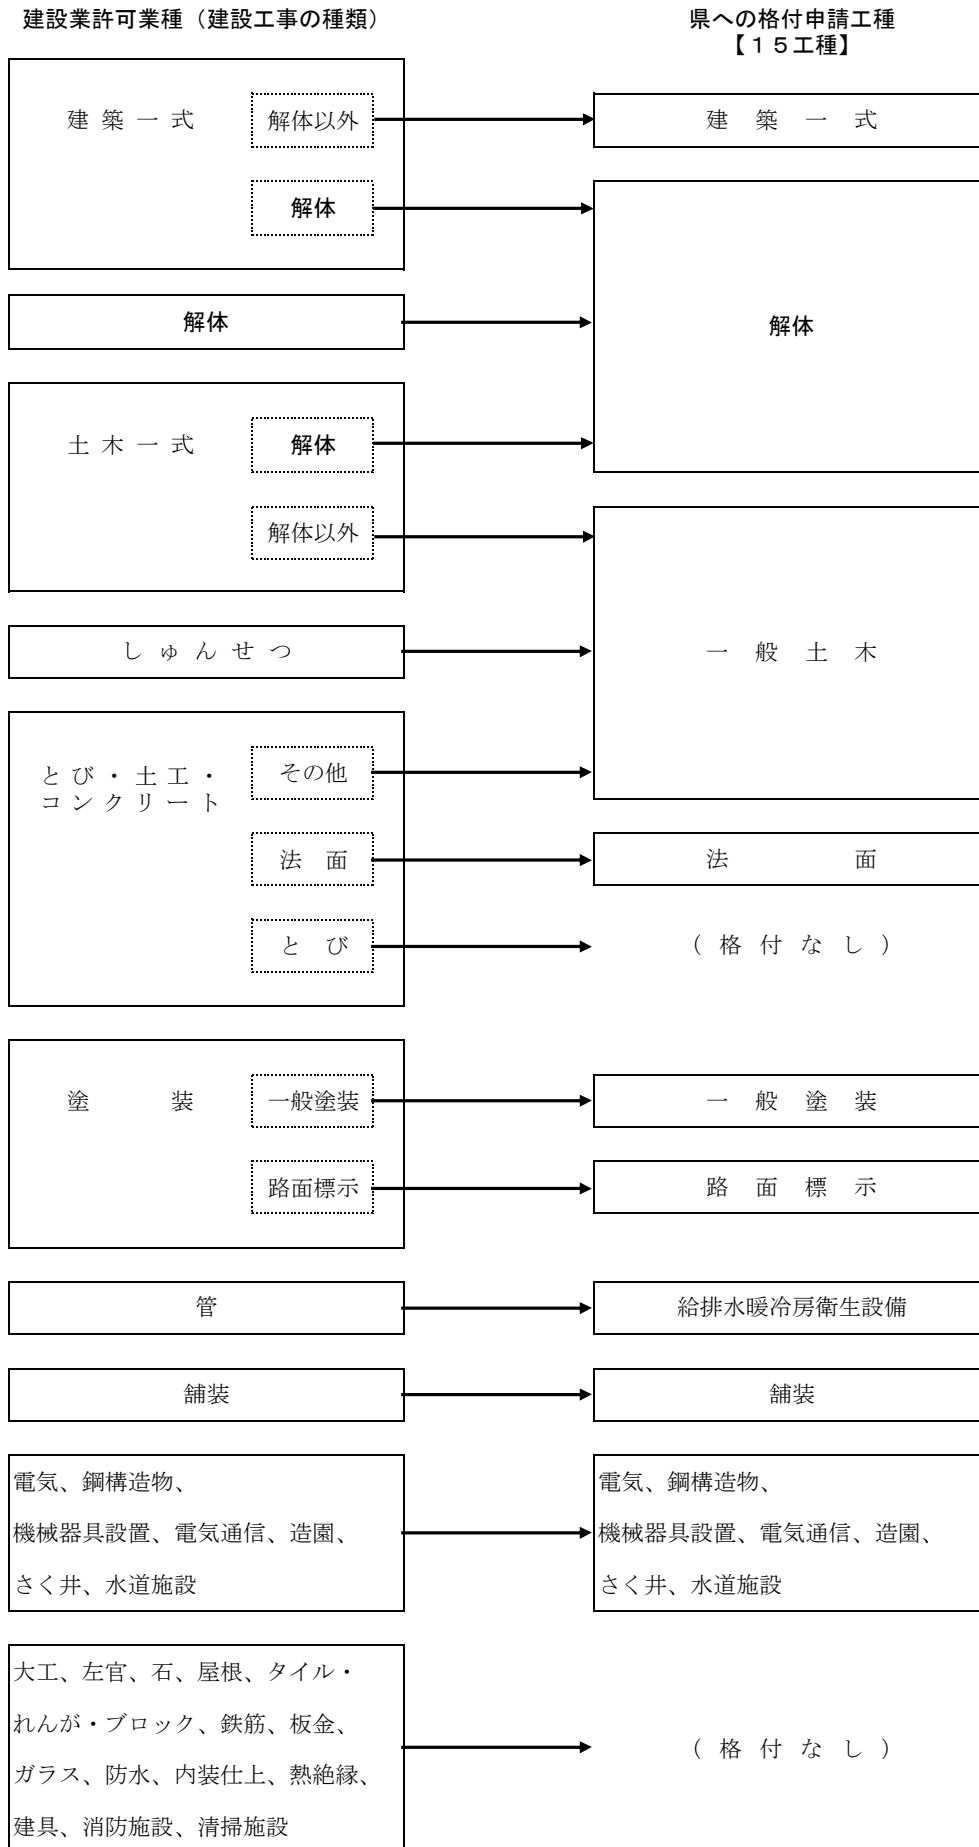 建設業許可業種（建設工事の種類）
県への格付申請工種
【１５工種】
建築一式
解体以外
建築一式
解体
解体
解体
土木一式
解体
解体以外
しゅんせつ
一般土木
とび・土工・
コンクリート
その他
法面
法面
とび
（格付なし）
塗装
一般塗装
一般塗装
路面標示
路面標示
管
給排水暖冷房衛生設備
舗装
舗装
電気、鋼構造物、
機械器具設置、電気通信、造園、
さく井、水道施設
電気、鋼構造物、
機械器具設置、電気通信、造園、
さく井、水道施設
大工、左官、石、屋根、タイル・
れんが・ブロック、鉄筋、板金、
ガラス、防水、内装仕上、熱絶縁、
建具、消防施設、清掃施設
（格付なし）